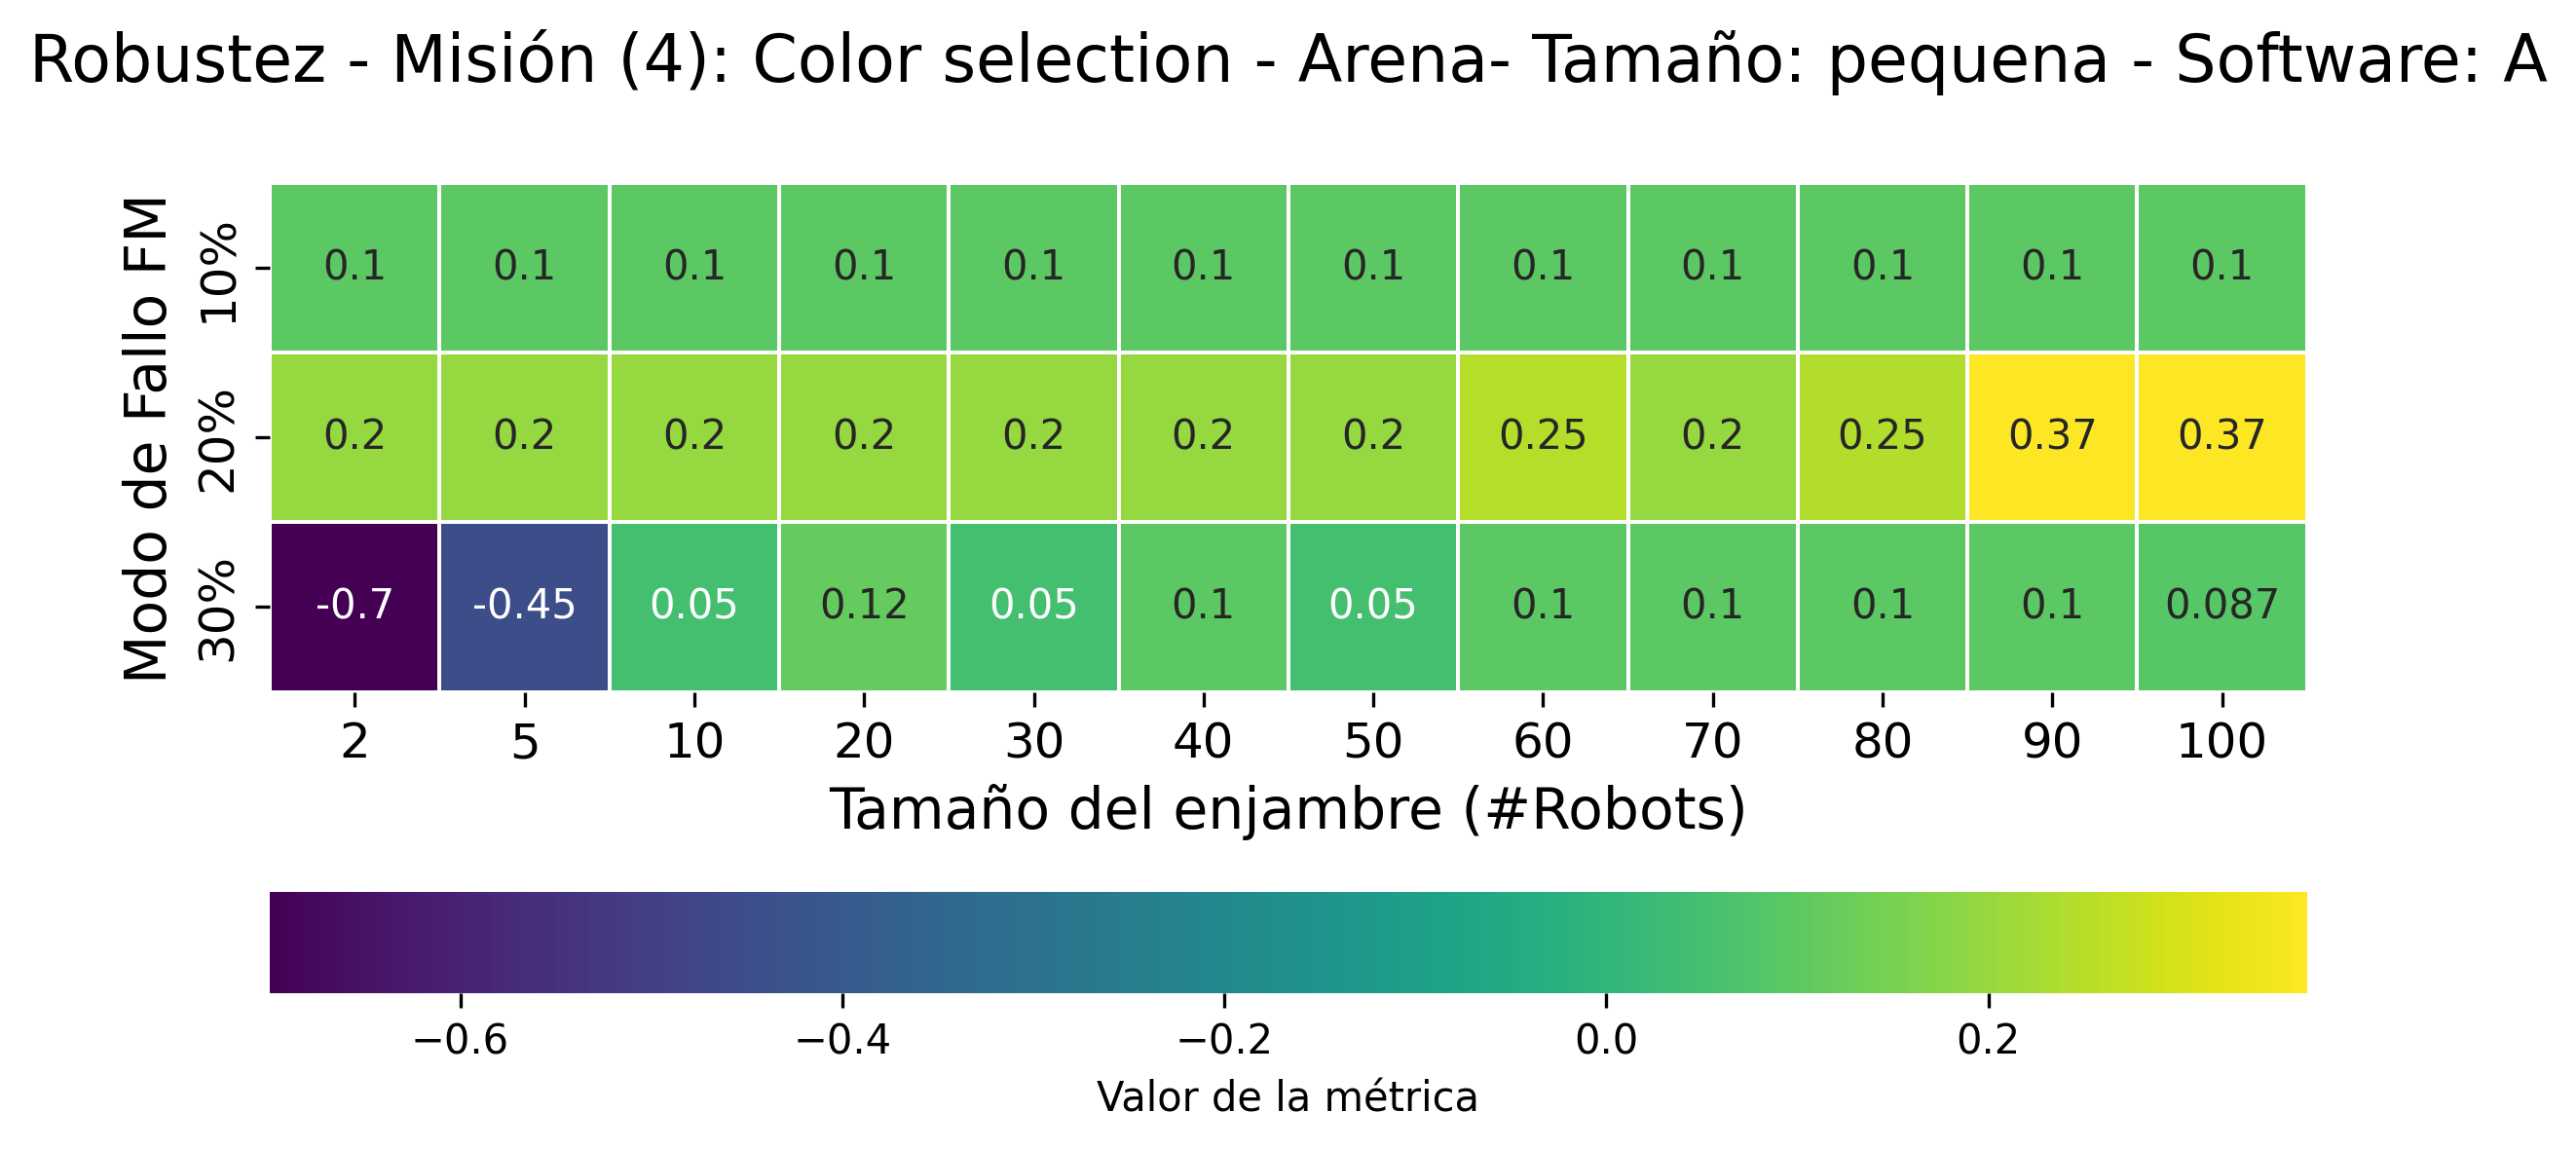 Robustez - Misión (4): Color selection - Arena- Tamaño: pequena - Software: A
Modo de Fallo FM
10%
0.1 0.1 0.1 0.1 0.1 0.1 0.1 0.1 0.1 0.1 0.1 0.1
20%
0.2 0.2 0.2 0.2 0.2 0.2 0.2 0.25 0.2 0.25 0.37 0.37
30%
-0.7 -0.45 0.05 0.12 0.05 0.1 0.05 0.1 0.1 0.1 0.1 0.087
2 5 10 20 30 40 50 60 70 80 90 100
Tamaño del enjambre (#Robots)
−0.6 −0.4 −0.2 0.0 0.2
Valor de la métrica